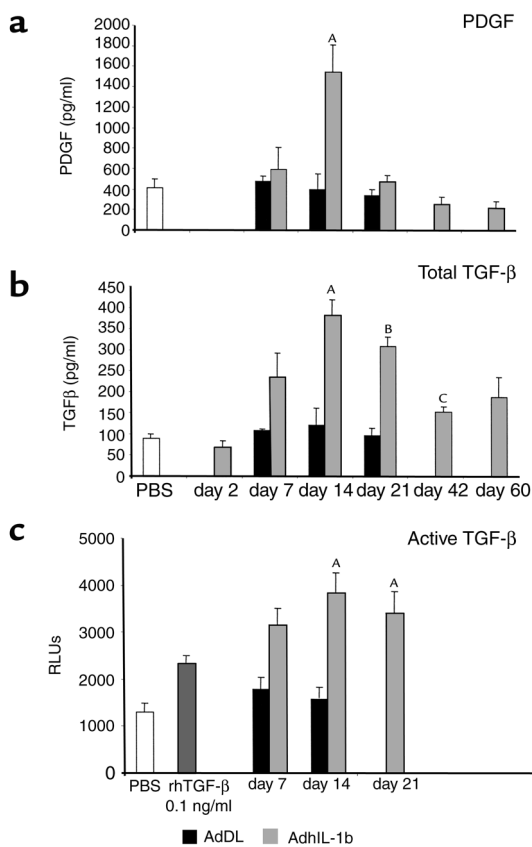 a
PDGF
2000
1800
1600
1400
1200
1000
800
600
400
200
0
PDGF (pg/ml)
A
b
Total TGF-β
450
400
350
300
250
200
150
100
50
0
TGFβ (pg/ml)
A
B
C
PBS day 2 day 7 day 14 day 21 day 42 day 60
c
Active TGF-β
5000
4000
3000
2000
1000
0
RLUs
A
A
PBS rhTGF-β day 7 day 14 day 21
0.1 ng/ml
AdDL AdhIL-1b